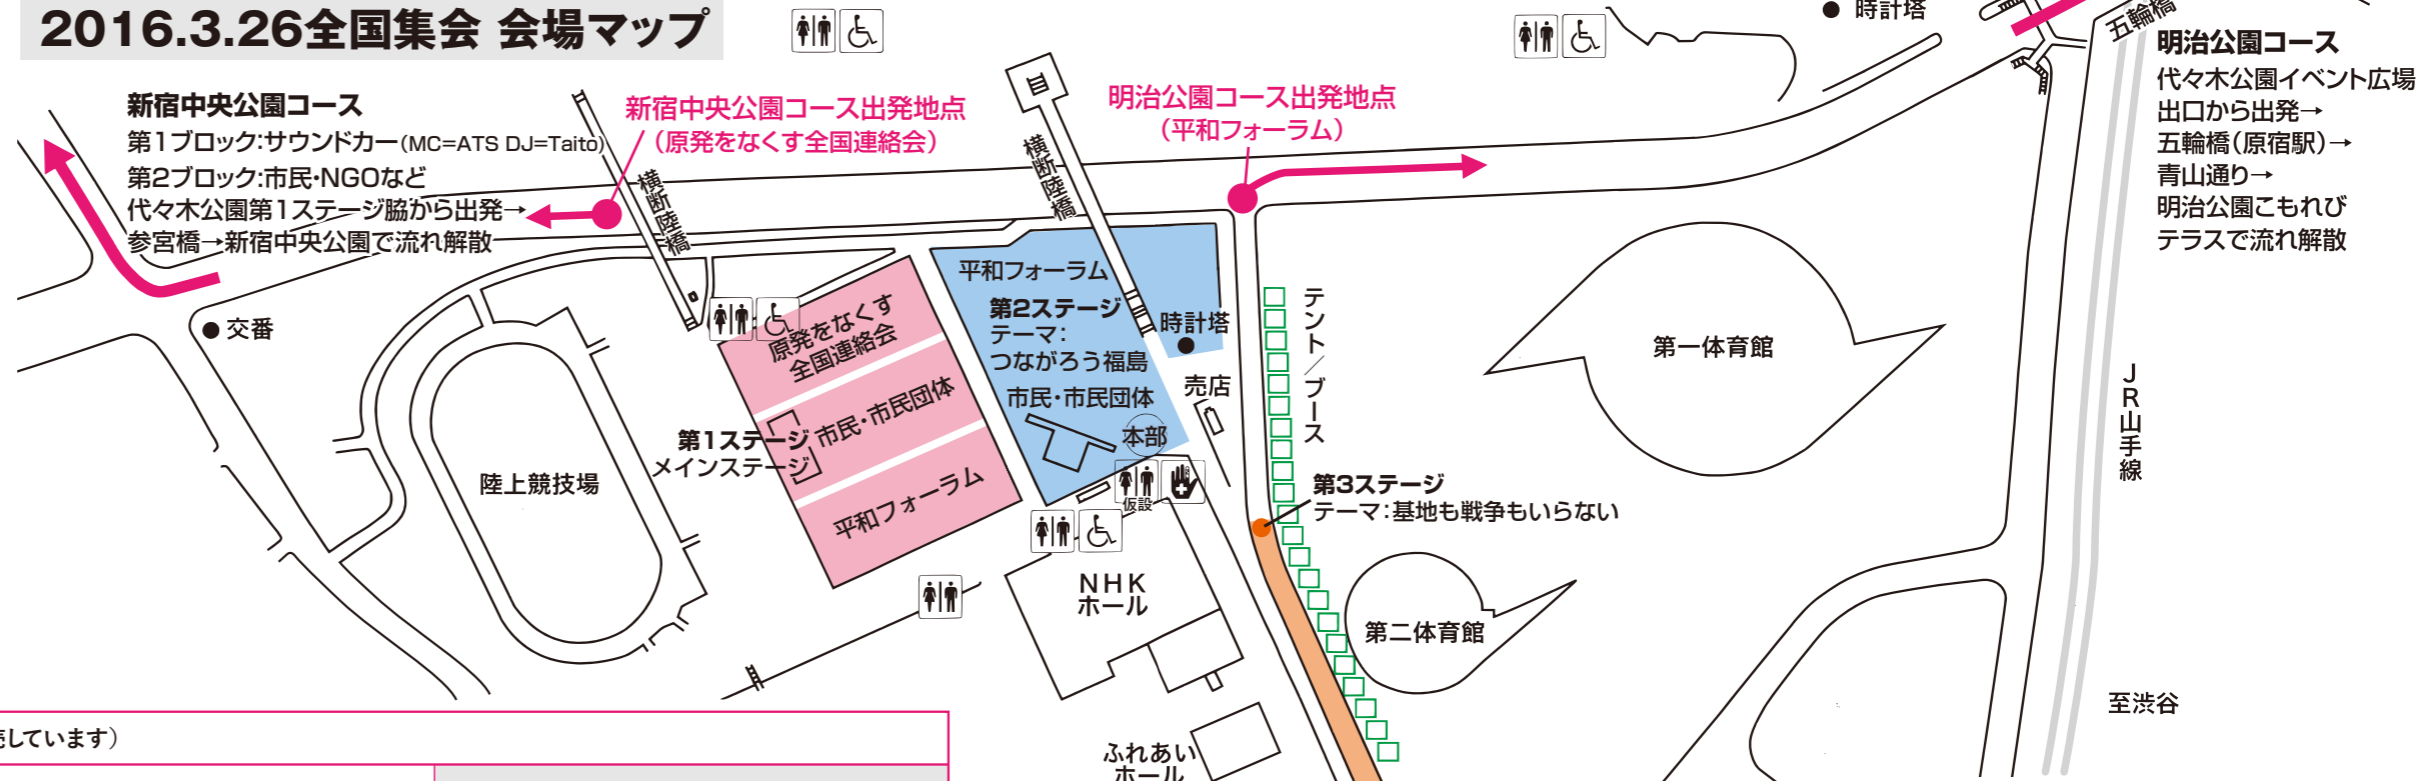 2016.3.26全国集会 会場マップ
時計塔
五輪橋
新宿中央公園コース
第1ブロック:サウンドカー(MC=ATS DJ=Taito)
第2ブロック:市民・NGOなど
代々木公園第1ステージ脇から出発→
参宮橋→新宿中央公園で流れ解散
新宿中央公園コース出発地点
(原発をなくす全国連絡会)
横断陸橋
横断陸橋
明治公園コース出発地点
(平和フォーラム)
明治公園コース
代々木公園イベント広場
出口から出発→
五輪橋(原宿駅)→
青山通り→
明治公園こもれび
テラスで流れ解散
交番
陸上競技場
原発をなくす
全国連絡会
市民・市民団体
平和フォーラム
第1ステージ
メインステージ
平和フォーラム
第2ステージ
テーマ:
つながろう福島
市民・市民団体
本部
時計塔
売店
仮設
テント/ブース
第3ステージ
テーマ:基地も戦争もいらない
第一体育館
第二体育館
NHK
ホール
ふれあい
ホール
JR山手線
至渋谷
しています)